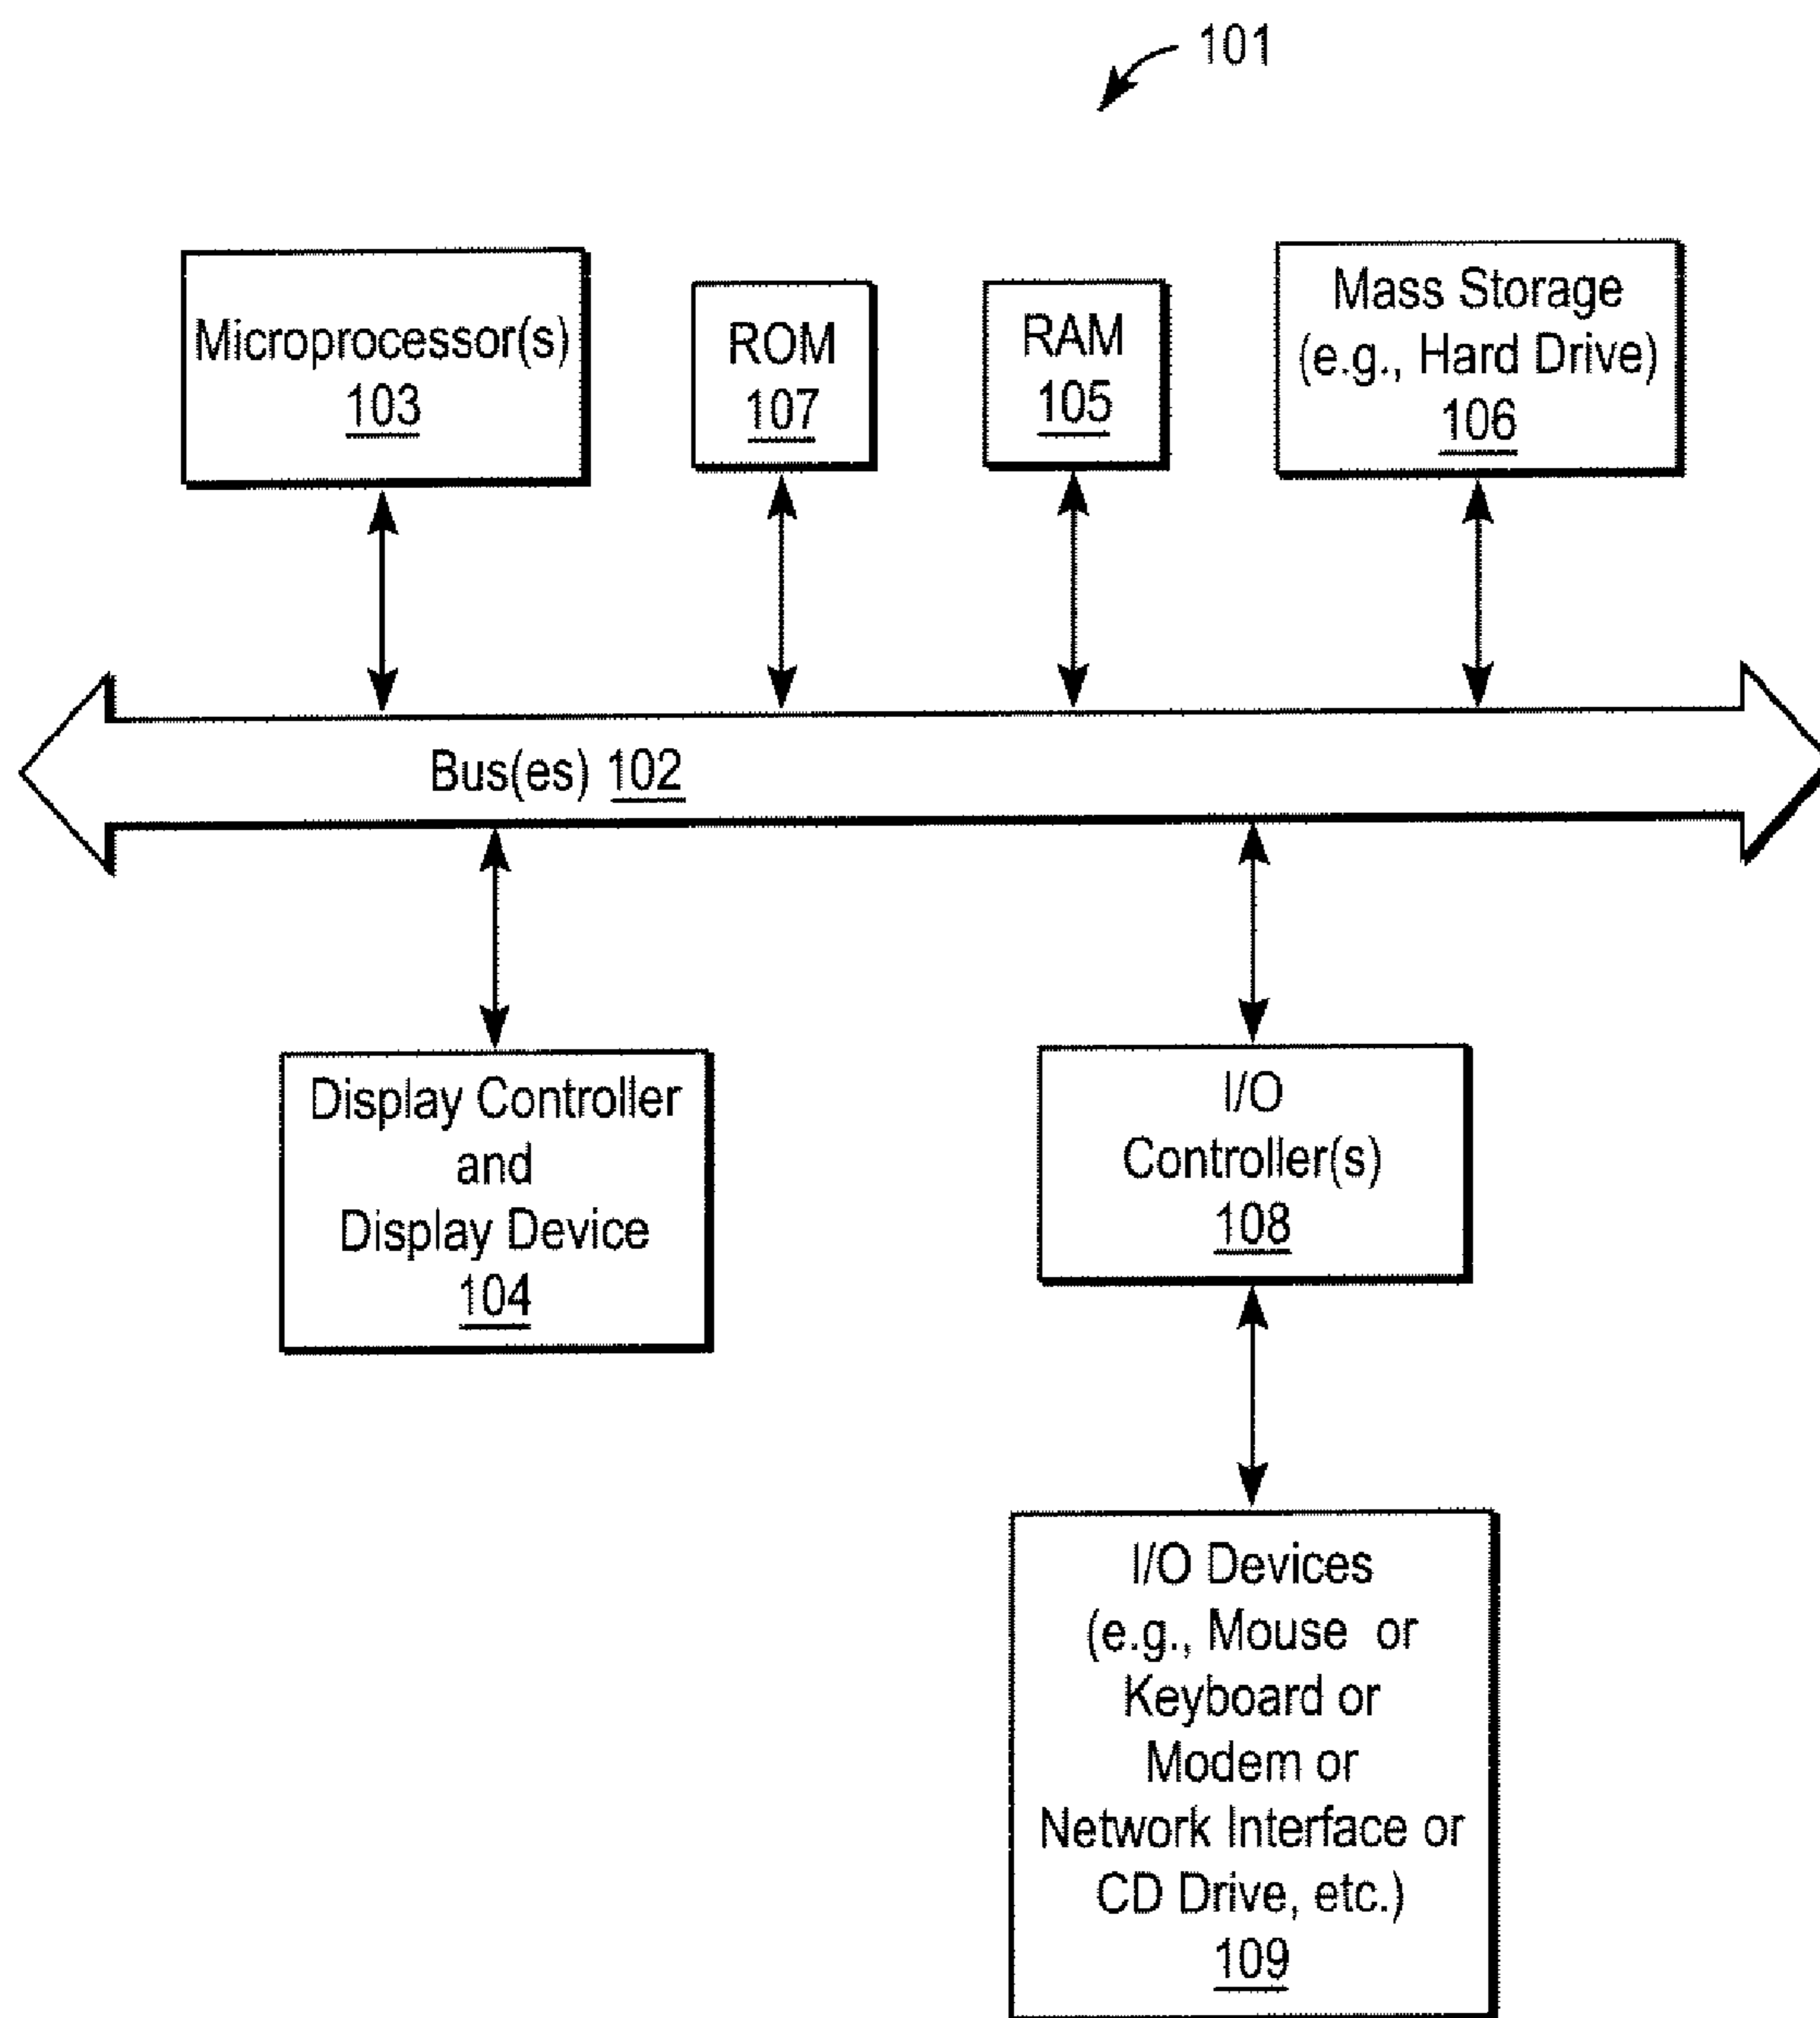 101
Microprocessor(s)
103
ROM
107
RAM
105
Mass Storage
(e.g., Hard Drive)
106
Bus(es) 102
Display Controller
and
Display Device
104
I/O
Controller(s)
108
I/O Devices
(e.g., Mouse or
Keyboard or
Modem or
Network Interface or
CD Drive, etc.)
109